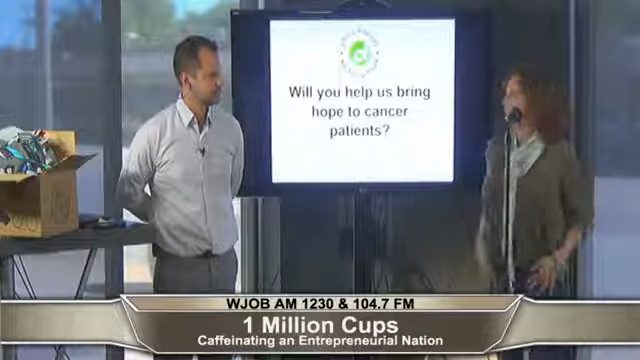 Will you help us bring
hope to cancer
patients?
WJOB AM 1230 & 104.7 FM
1 Million Cups
Caffeinating an Entrepreneurial Nation